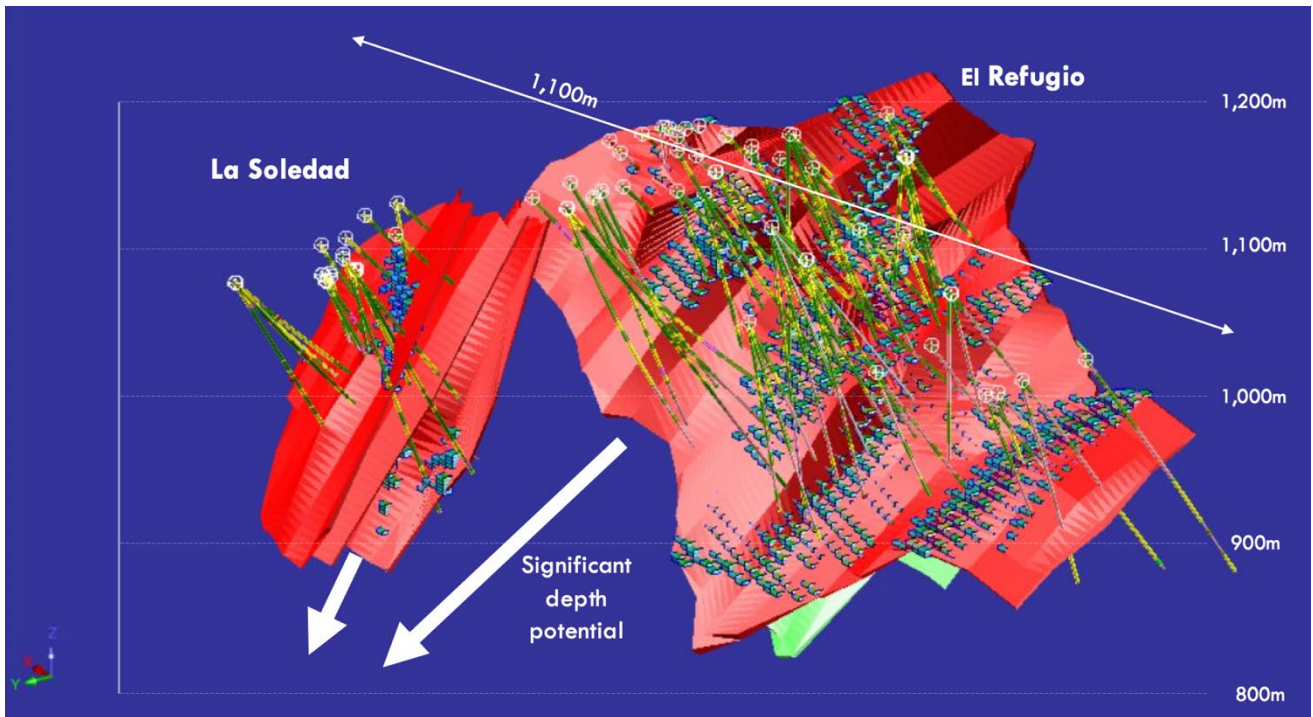 1,100m
El Refugio
1,200m
La Soledad
1,100m
1,000m
900m
Significant
depth
potential
800m
Z
X
Y